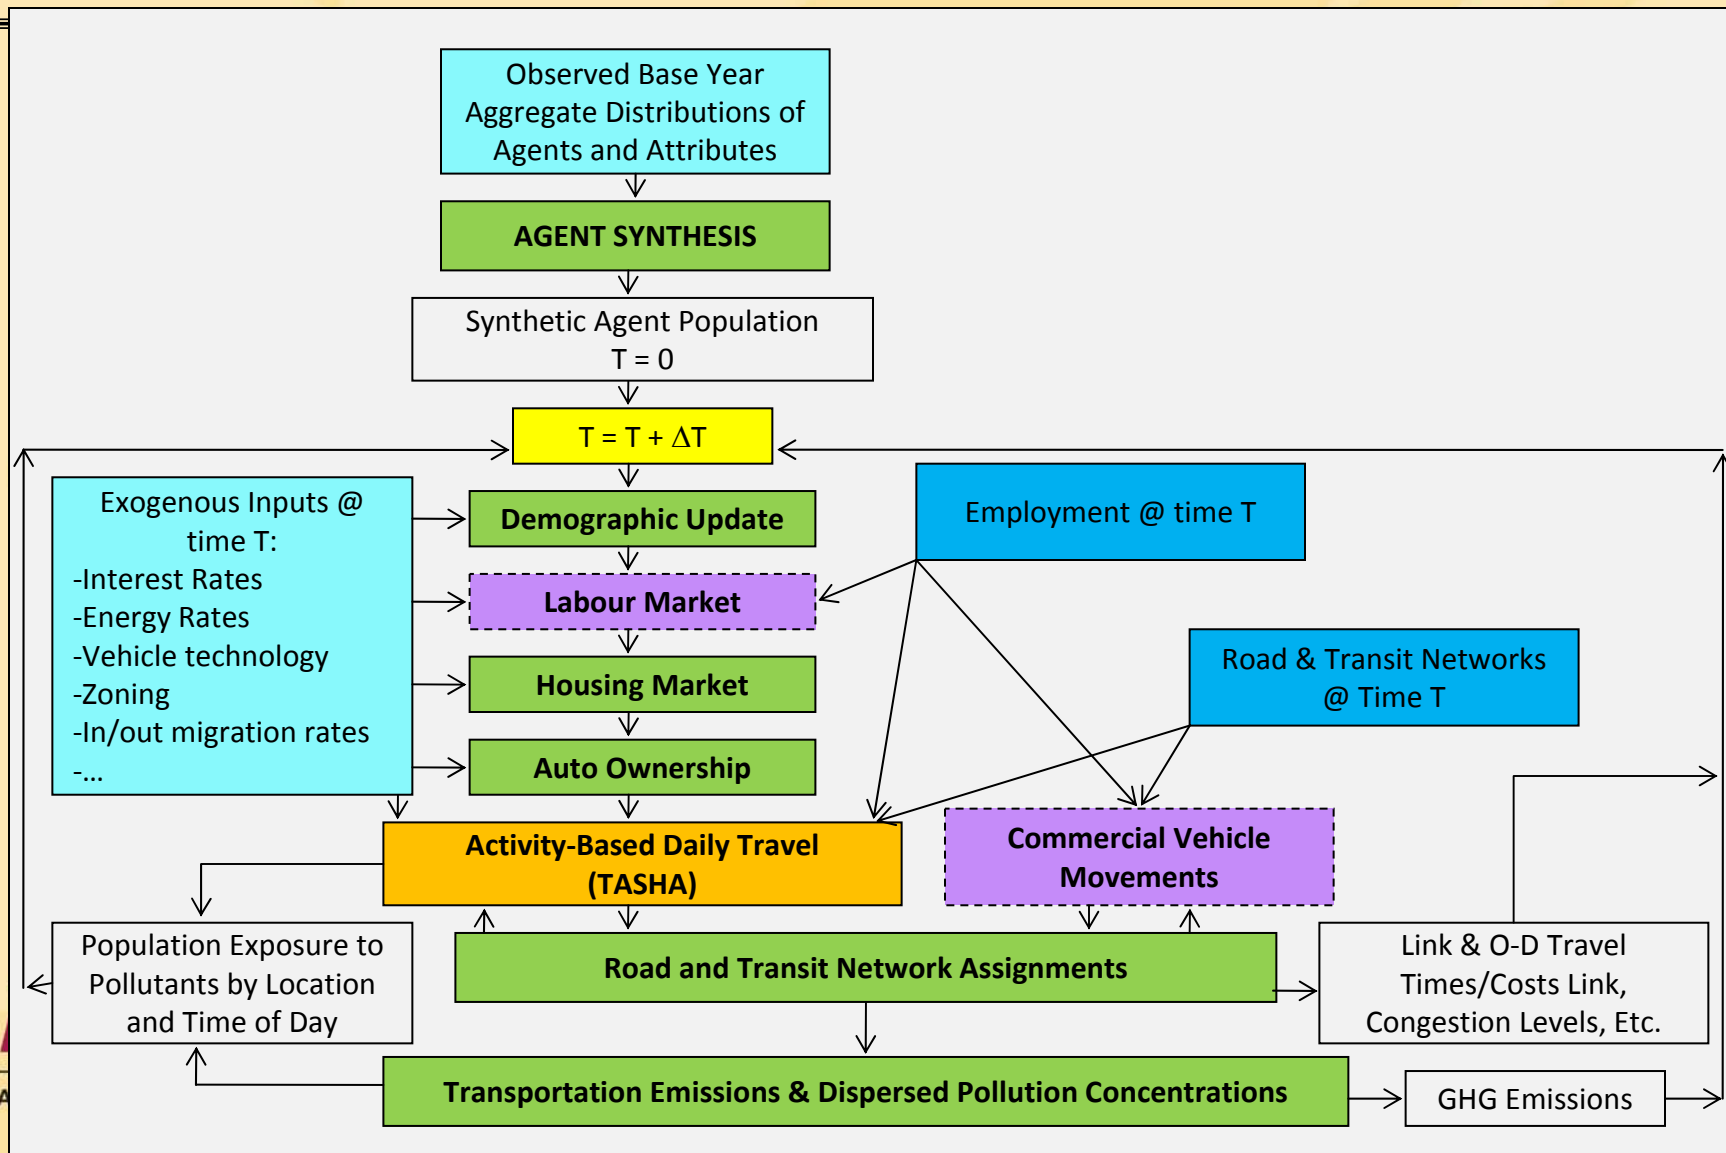 Observed Base Year
Aggregate Distributions of
Agents and Attributes
AGENT SYNTHESIS
Synthetic Agent Population
T = 0
T = T + ΔT
Exogenous Inputs @
time T:
-Interest Rates
-Energy Rates
-Vehicle technology
-Zoning
-In/out migration rates
-...
Demographic Update
Labour Market
Housing Market
Auto Ownership
Employment @ time T
Road & Transit Networks
@ Time T
Activity-Based Daily Travel
(TASHA)
Commercial Vehicle
Movements
Population Exposure to
Pollutants by Location
and Time of Day
Road and Transit Network Assignments
Link & O-D Travel
Times/Costs Link,
Congestion Levels, Etc.
Transportation Emissions & Dispersed Pollution Concentrations
GHG Emissions